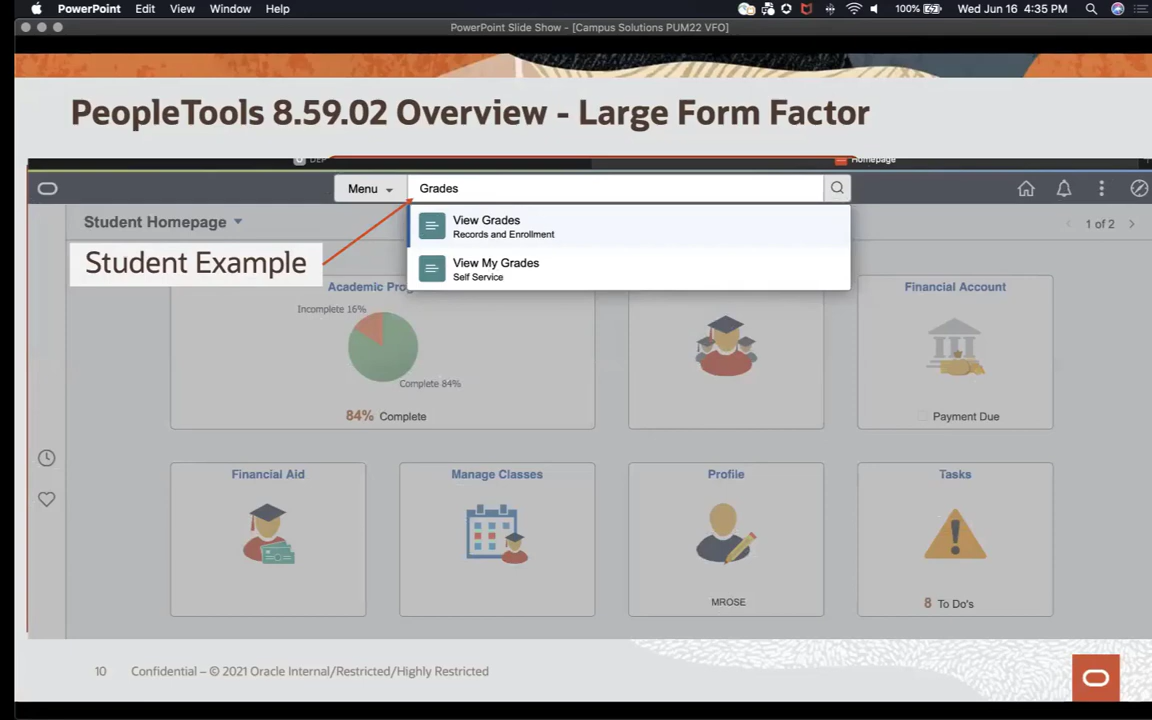 PowerPoint Edit View Window Help 100% Wed Jun 16 4:35 PM
PowerPoint Slide Show - [Campus Solutions PUM22 VFO]
PeopleTools 8.59.02 Overview - Large Form Factor
Homepage
Menu Grades
Student Homepage 1 of 2
View Grades
Records and Enrollment
Student Example
View My Grades
Self Service
Academic Pro
Financial Account
Incomplete 16%
Complete 84%
84% Complete
Payment Due
Financial Aid Manage Classes Profile Tasks
MROSE
8 To Do's
10 Confidential – © 2021 Oracle Internal/Restricted/Highly Restricted